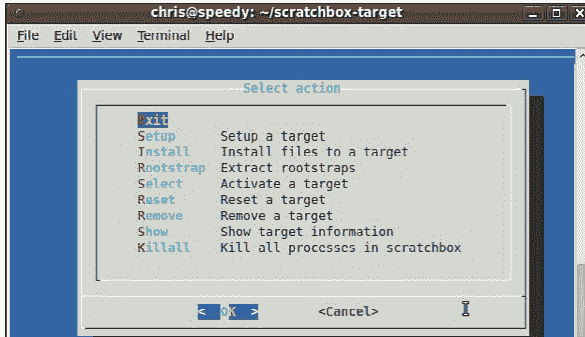 chris@speedy: ~/scratchbox-target
File Edit View Terminal Help
Select action
Exit
Setup Setup a target
Install Install files to a target
Rootstrap Extract rootstraps
Select Activate a target
Reset Reset a target
Remove Remove a target
Show Show target information
Killall Kill all processes in scratchbox
< OK > <Cancel>